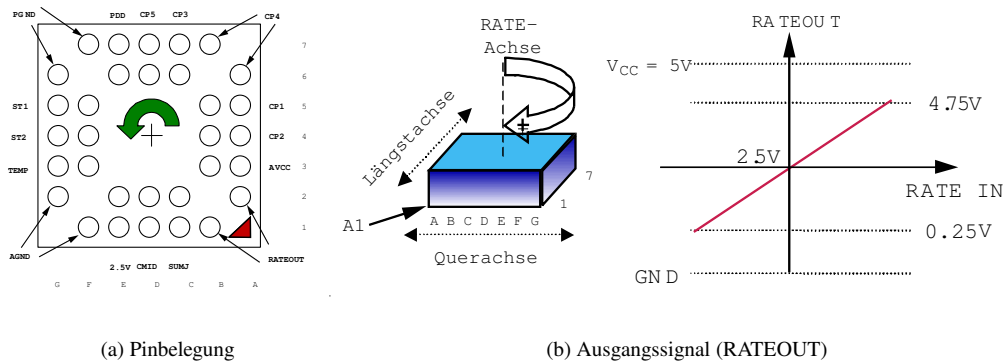 PGND PDD CP5 CP3 CP4
7
6
ST1 5 CP1
ST2 4 CP2
TEMP 3 AVCC
2
1
AGND RATEOUT
2.5V CMID SUMJ
G F E D C B A
(a) Pinbelegung
RATE-
Achse
+
Längstachse
7
1
A1
A B C D E F G
Querachse
RATEOUT
VCC = 5V
4.75V
2.5V
RATE IN
0.25V
GND
(b) Ausgangssignal (RATEOUT)